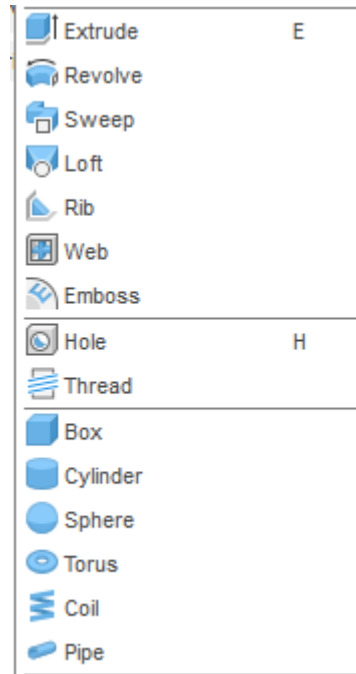 Extrude E
Revolve
Sweep
Loft
Rib
Web
Emboss
Hole H
Thread
Box
Cylinder
Sphere
Torus
Coil
Pipe